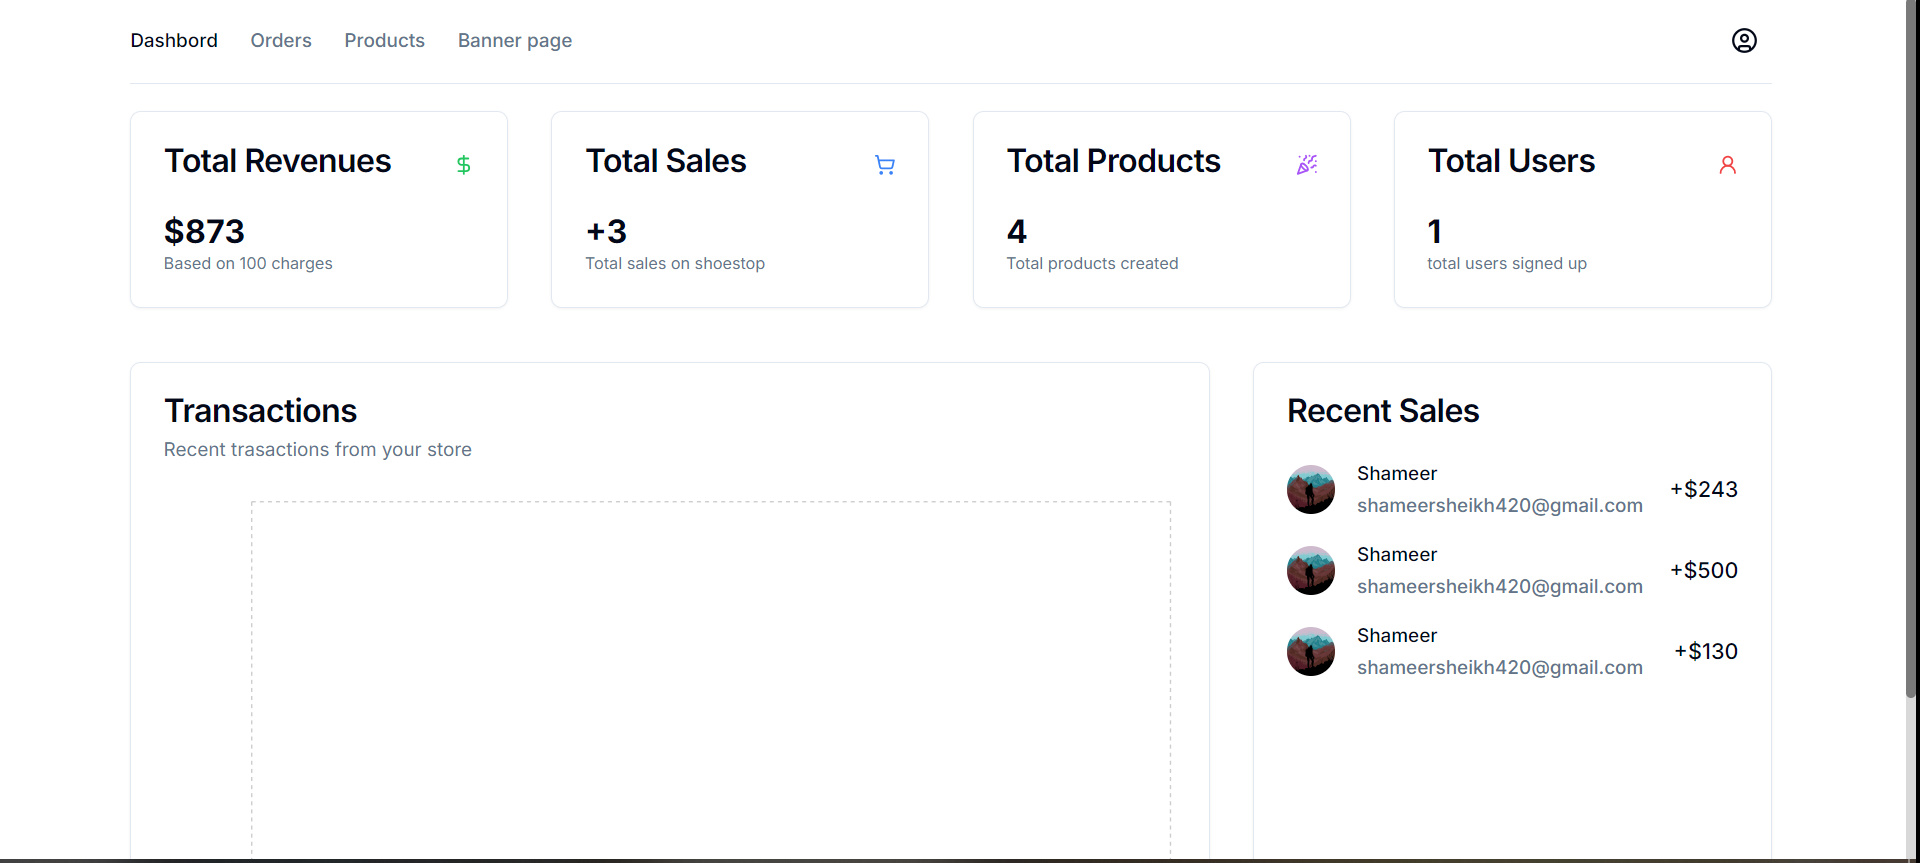 Dashbord Orders Products Banner page
Total Revenues
$873
Based on 100 charges
Total Sales
+3
Total sales on shoestop
Total Products
4
Total products created
Total Users
1
total users signed up
Transactions
Recent trasactions from your store
Recent Sales
Shameer
shameersheikh420@gmail.com
+$243
Shameer
shameersheikh420@gmail.com
+$500
Shameer
shameersheikh420@gmail.com
+$130